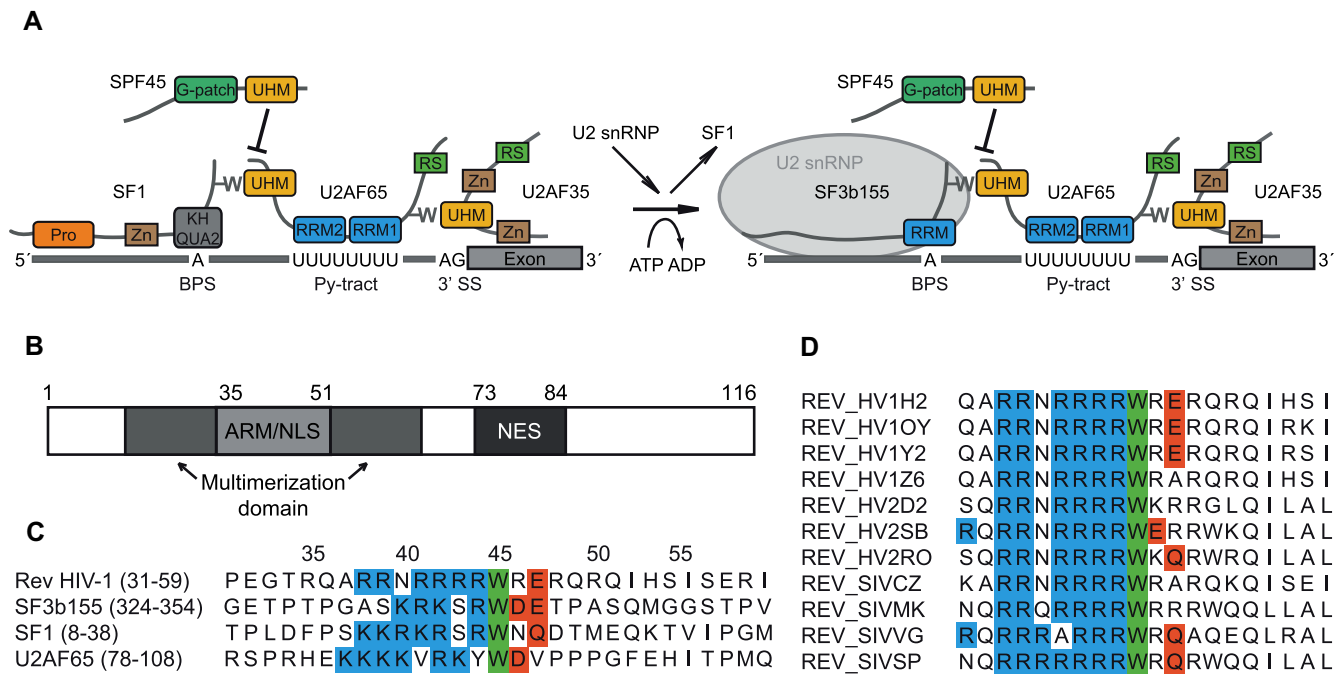 A
SPF45 G-patch UHM
SF1 Pro Zn KH QUA2 W UHM U2AF65 RRM2 RRM1 RS W UHM Zn RS Zn U2AF35
5´ A UUUUUUUU AG Exon 3´
BPS Py-tract 3' SS
U2 snRNP SF1
ATP ADP
SPF45 G-patch UHM
U2 snRNP SF3b155 RRM W UHM U2AF65 RRM2 RRM1 RS W UHM Zn RS Zn U2AF35
5´ A UUUUUUUU AG Exon 3´
BPS Py-tract 3' SS
B
1 35 51 73 84 116
ARM/NLS NES
Multimerization
domain
C
35 40 45 50 55
Rev HIV-1 (31-59) P E G T R Q A R R N R R R R W R E R Q R Q I H S I S E R I
SF3b155 (324-354) G E T P T P G A S K R K S R W D E T P A S Q M G G S T P V
SF1 (8-38) T P L D F P S K K R K R S R W N Q D T M E Q K T V I P G M
U2AF65 (78-108) R S P R H E K K K K V R K Y W D V P P P G F E H I T P M Q
D
REV_HV1H2 Q A R R N R R R R W R E R Q R Q I H S I
REV_HV1OY Q A R R N R R R R W R E R Q R Q I R K I
REV_HV1Y2 Q A R R N R R R R W R E R Q R Q I R S I
REV_HV1Z6 Q A R R N R R R R W R A R Q R Q I H S I
REV_HV2D2 S Q R R N R R R R W K R R G L Q I L A L
REV_HV2SB R Q R R N R R R R W E R R W K Q I L A L
REV_HV2RO S Q R R N R R R R W K Q R W R Q I L A L
REV_SIVCZ K A R R N R R R R W R A R Q K Q I S E I
REV_SIVMK N Q R R Q R R R R W R R R W Q Q L L A L
REV_SIVVG R Q R R R A R R R W R Q A Q E Q L R A L
REV_SIVSP N Q R R R R R R R W R Q R W Q Q I L A L